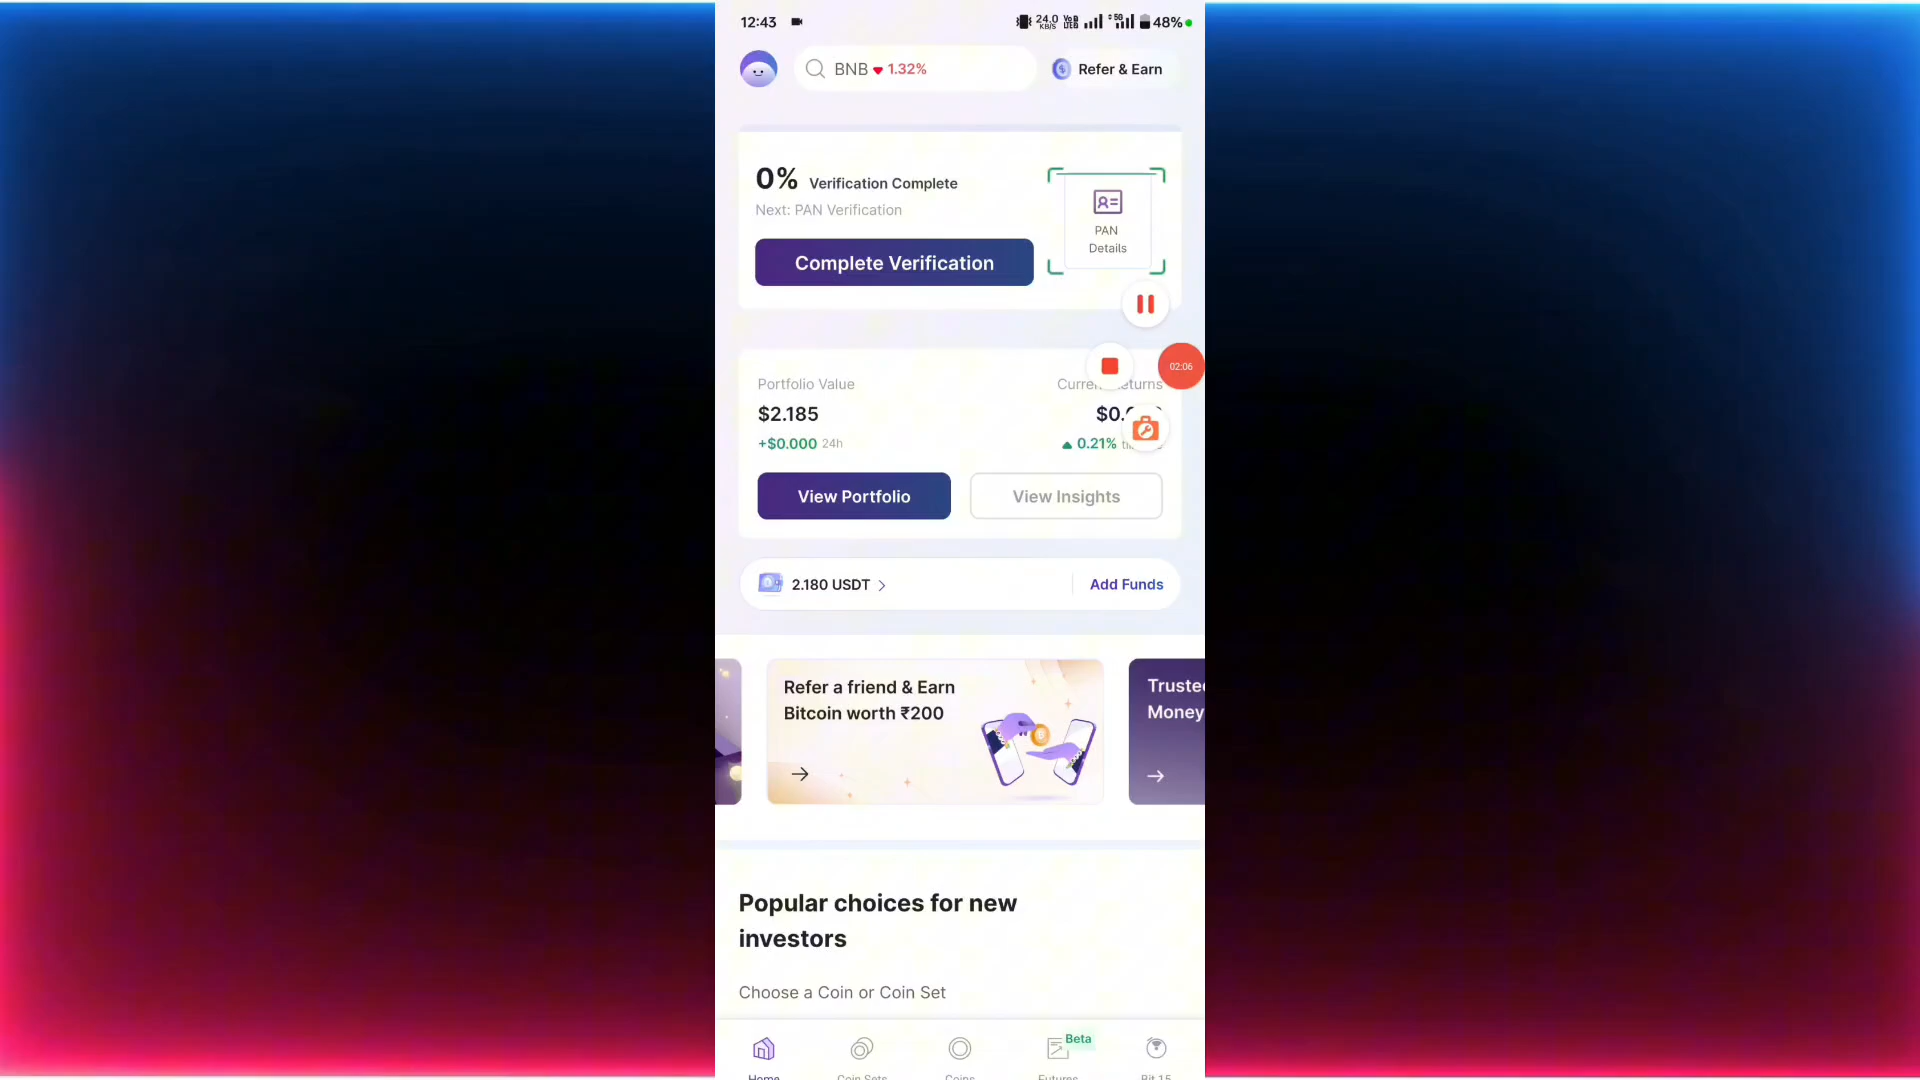 12:43
24.0 KB/S
5G
48%
BNB 1.32%
Refer & Earn
0% Verification Complete
Next: PAN Verification
Complete Verification
PAN
Details
02:06
Portfolio Value
$2.185
$0.
+$0.000 24h
0.21%
View Portfolio
View Insights
2.180 USDT
Add Funds
Refer a friend & Earn
Bitcoin worth ₹200
Trusted
Money
Popular choices for new
investors
Choose a Coin or Coin Set
Beta
Home
Coin Sets
Coins
Futures
Bit 15